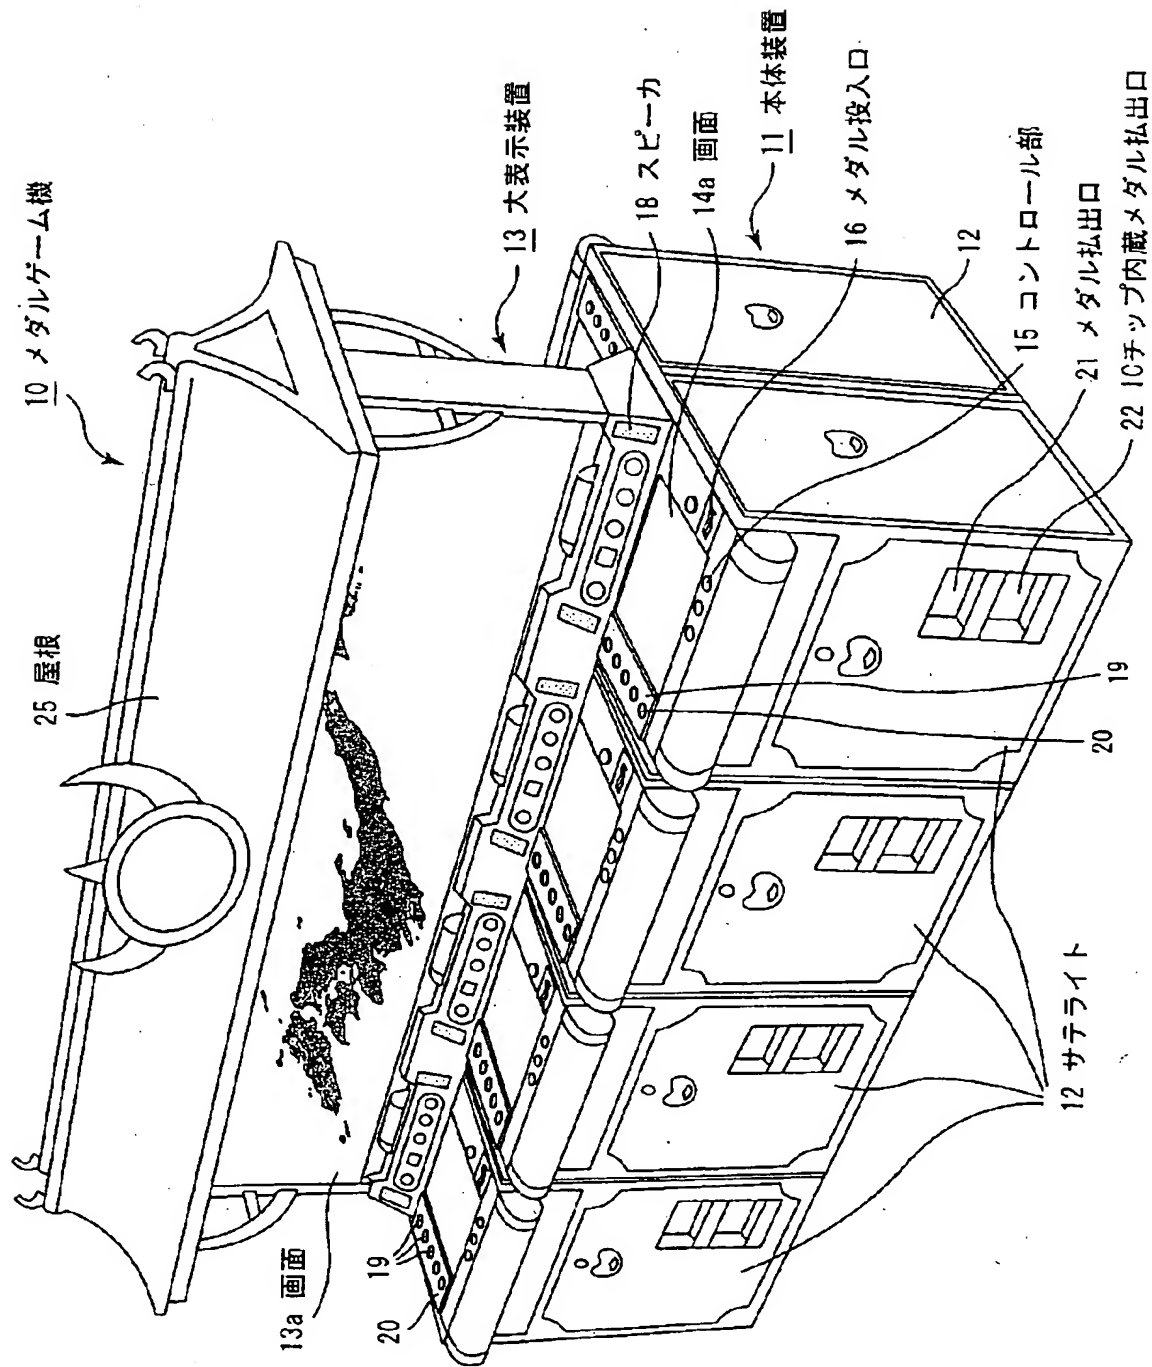 10 メダルゲーム機
25 屋根
13 大表示装置
18 スピーカ
14a 画面
11 本体装置
16 メダル投入口
12
15 コントロール部
21 メダル払出口
22 ICチップ内蔵メダル払出口
19
20
12 サテライト
13a 画面
19
20